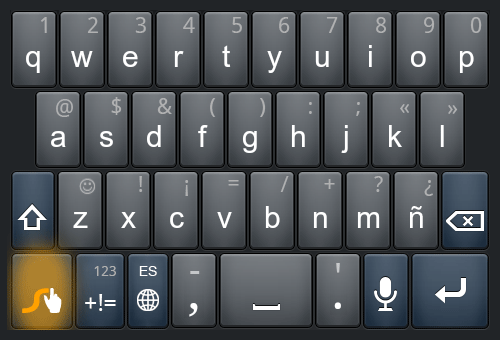 1 2 3 4 5 6 7 8 9 0
q w e r t y u i o p
@ $ & ( ) : ; « »
a s d f g h j k l
☺ ! ¡ = / + ? ¿
z x c v b n m ñ
123 ES - '
+!= , .